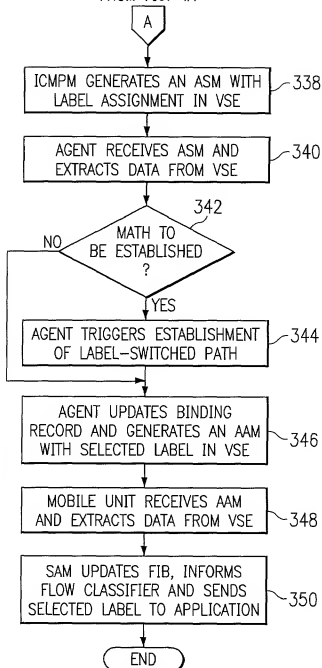 A
ICMPM GENERATES AN ASM WITH
LABEL ASSIGNMENT IN VSE
338
AGENT RECEIVES ASM AND
EXTRACTS DATA FROM VSE
340
342
MATH TO
BE ESTABLISHED
?
NO
YES
AGENT TRIGGERS ESTABLISHMENT
OF LABEL-SWITCHED PATH
344
AGENT UPDATES BINDING
RECORD AND GENERATES AN AAM
WITH SELECTED LABEL IN VSE
346
MOBILE UNIT RECEIVES AAM
AND EXTRACTS DATA FROM VSE
348
SAM UPDATES FIB, INFORMS
FLOW CLASSIFIER AND SENDS
SELECTED LABEL TO APPLICATION
350
END